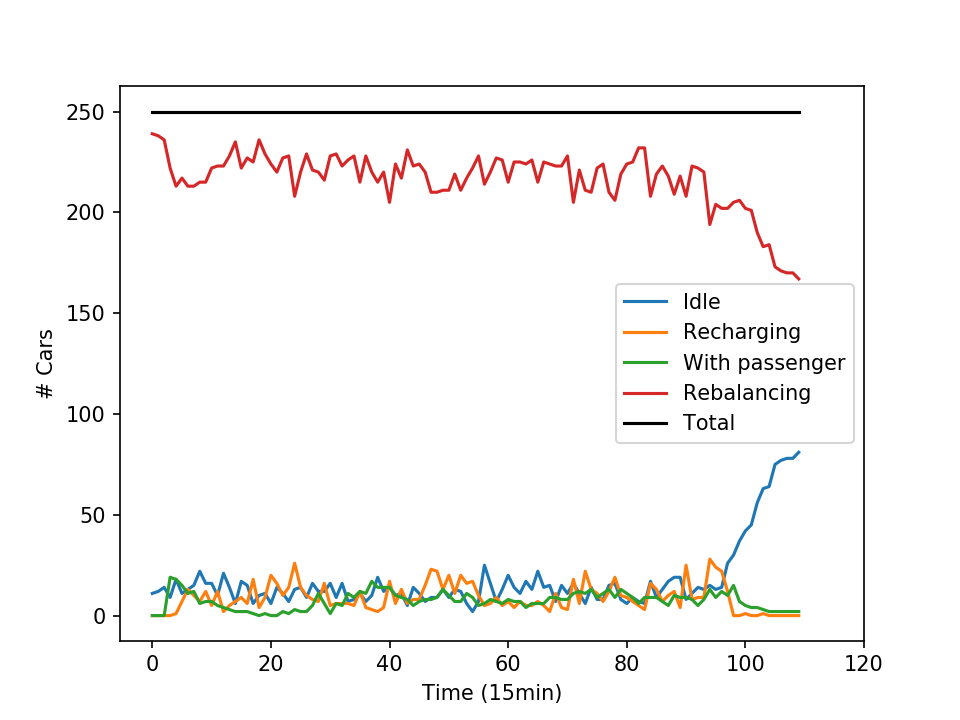 250
200
150
100
50
0
# Cars
Idle
Recharging
With passenger
Rebalancing
Total
0 20 40 60 80 100 120
Time (15min)